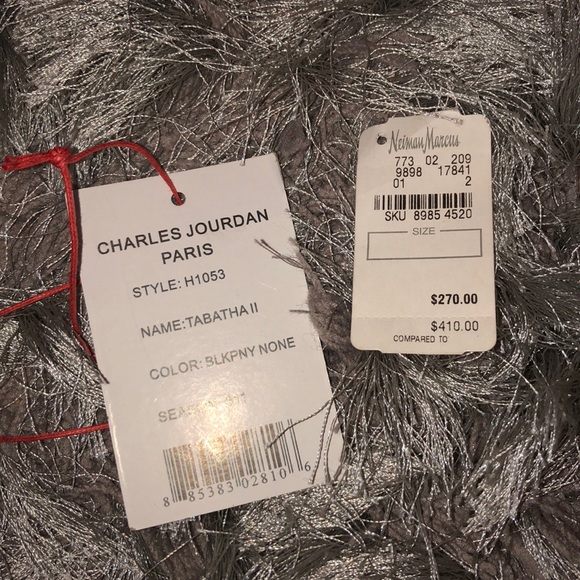 CHARLES JOURDAN
PARIS
STYLE: H1053
NAME:TABATHA II
COLOR: BLKPNY NONE
8 85383 02810 6
Neiman Marcus
773 02 209
9898 17841
01 2
SKU 8985 4520
SIZE
$270.00
$410.00
COMPARED TO